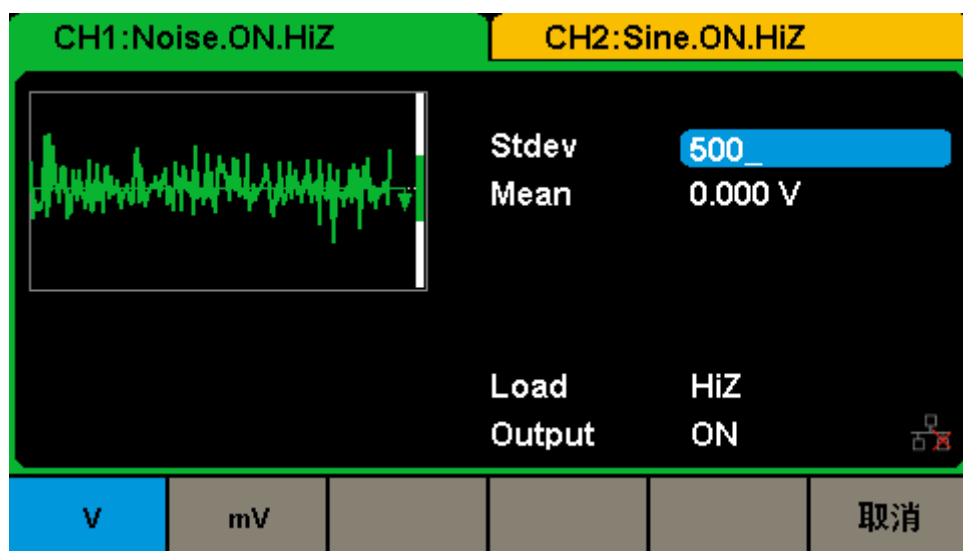 CH1:Noise.ON.HiZ CH2:Sine.ON.HiZ
Stdev 500_
Mean 0.000 V
Load HiZ
Output ON
V mV 取消